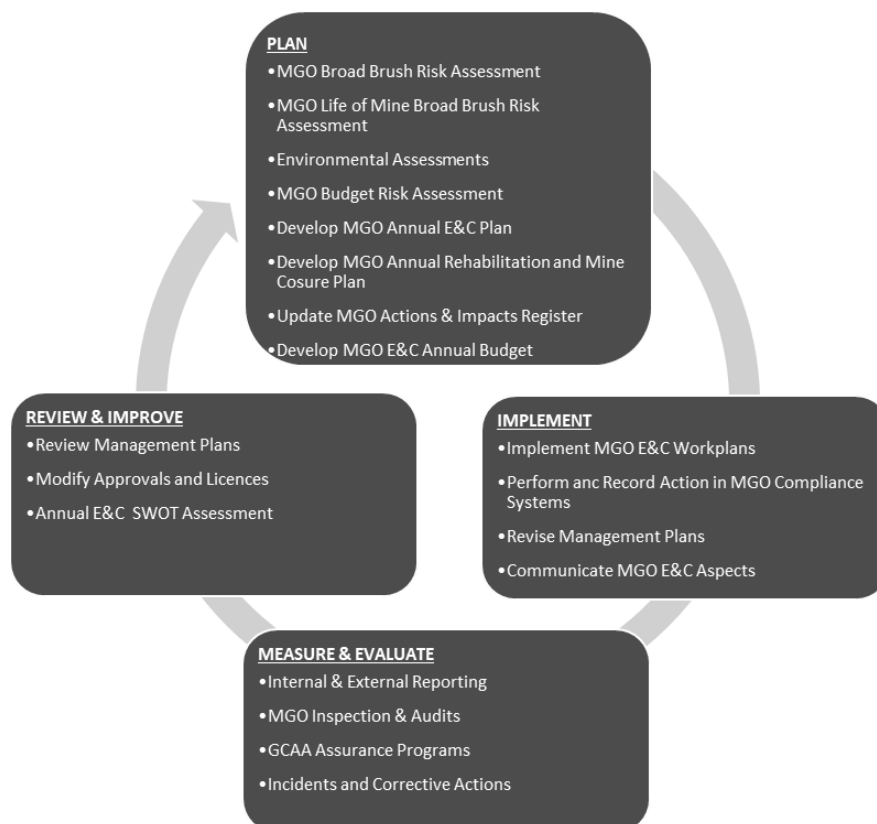 PLAN
•MGO Broad Brush Risk Assessment
•MGO Life of Mine Broad Brush Risk
Assessment
•Environmental Assessments
•MGO Budget Risk Assessment
•Develop MGO Annual E&C Plan
•Develop MGO Annual Rehabilitation and Mine
Cosure Plan
•Update MGO Actions & Impacts Register
•Develop MGO E&C Annual Budget
IMPLEMENT
•Implement MGO E&C Workplans
•Perform anc Record Action in MGO Compliance
Systems
•Revise Management Plans
•Communicate MGO E&C Aspects
MEASURE & EVALUATE
•Internal & External Reporting
•MGO Inspection & Audits
•GCAA Assurance Programs
•Incidents and Corrective Actions
REVIEW & IMPROVE
•Review Management Plans
•Modify Approvals and Licences
•Annual E&C  SWOT Assessment